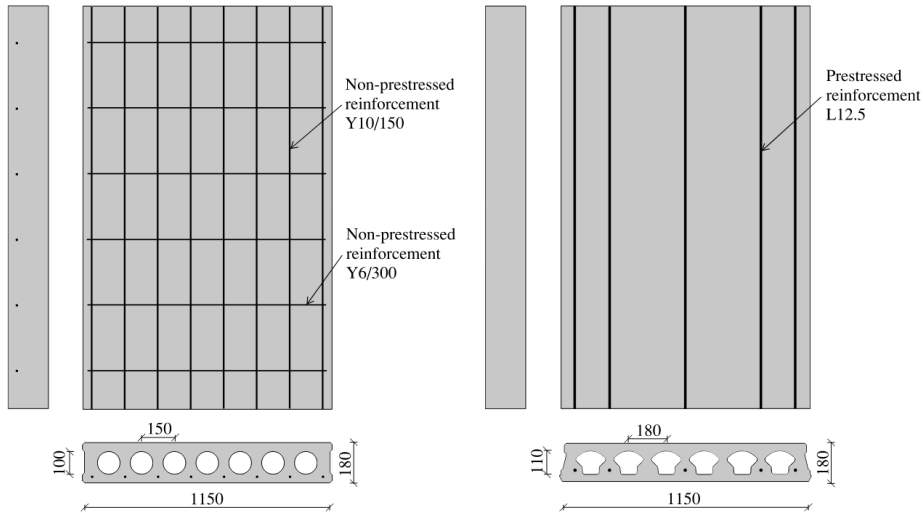 Non-prestressed
reinforcement
Y10/150
Non-prestressed
reinforcement
Y6/300
150
100
180
1150
Prestressed
reinforcement
L12.5
180
110
180
1150